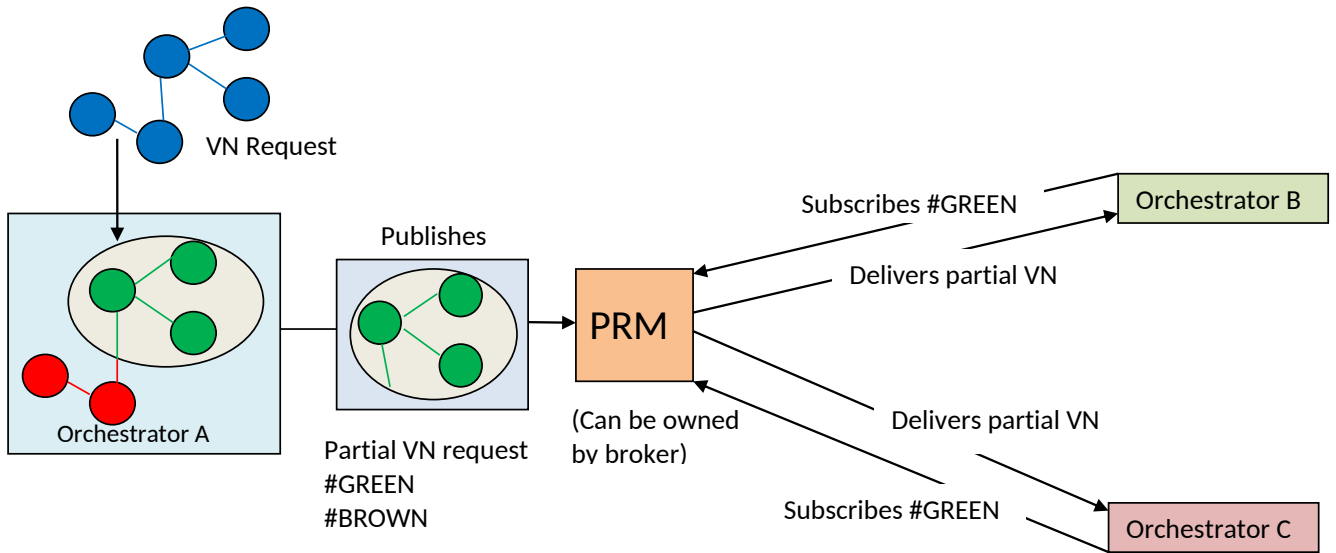 VN Request
Orchestrator A
Publishes
Partial VN request
#GREEN
#BROWN
PRM
(Can be owned
by broker)
Subscribes #GREEN
Orchestrator B
Delivers partial VN
Delivers partial VN
Subscribes #GREEN
Orchestrator C